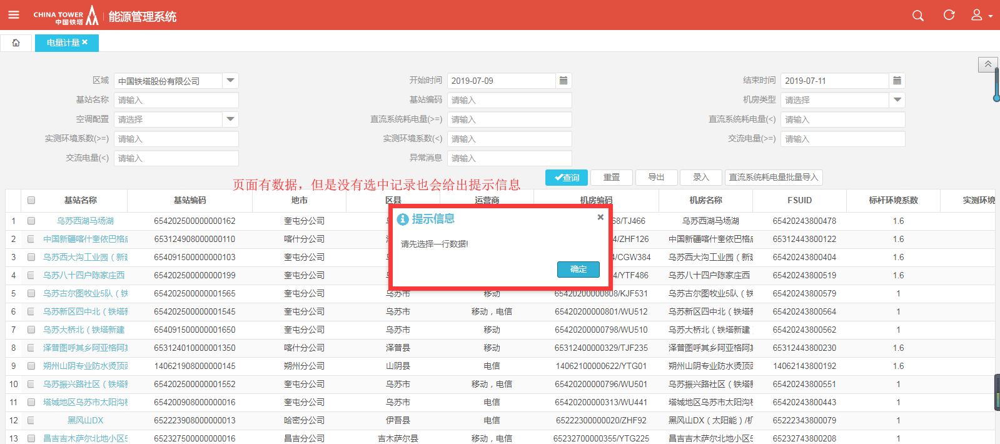 CHINA TOWER
中国铁塔
能源管理系统
电量计量
区域 中国铁塔股份有限公司 开始时间 2019-07-09 结束时间 2019-07-11
基站名称 请输入 基站编码 请输入 机房类型 请选择
空调配置 请选择 直流系统耗电量(>=) 请输入 直流系统耗电量(<) 请输入
实测环境系数(>=) 请输入 实测环境系数(<) 请输入 交流电量(>=) 请输入
交流电量(<) 请输入 异常消息 请输入
查询 重置 导出 录入 直流系统耗电量批量导入
页面有数据，但是没有选中记录也会给出提示信息
基站名称 基站编码 地市 区县 运营商 机房编码 机房名称 FSUID 标杆环境系数 实测环境
提示信息
请先选择一行数据!
确定
1 乌苏西湖马场湖 654202500000000162 奎屯分公司 68/TJ466 乌苏西湖马场湖 65420243800478 1.6
2 中国新疆喀什奎依巴格 653124908000000110 喀什分公司 4/ZHF126 中国新疆喀什奎依巴格 65312443800122 1.6
3 乌苏西大沟工业园（新 654091500000000103 奎屯分公司 4/CGW384 乌苏西大沟工业园（新 65420243800404 1.6
4 乌苏八十四户陈家庄西 654202500000000199 奎屯分公司 4/YTF486 乌苏八十四户陈家庄西 65420243800519 1.6
5 乌苏古尔图牧业5队（铁 654202500000001565 奎屯分公司 乌苏市 移动 65420200000808/KJF531 乌苏古尔图牧业5队（铁 65420243800579 1
6 乌苏新区四中北（铁塔新 654202500000001545 奎屯分公司 乌苏市 移动，电信 65420200000801/WU512 乌苏新区四中北（铁塔新 65420243800564 1
7 乌苏大桥北（铁塔新建 654091500000001650 奎屯分公司 乌苏市 移动 65420200000798/WU510 乌苏大桥北（铁塔新建 65420243800562 1
8 泽普图呼其乡阿亚格阿 653124010000001350 喀什分公司 泽普县 移动 65312400000329/TJF235 泽普图呼其乡阿亚格阿 65312443800230 1.6
9 朔州山阴专业防水烫顶 140621908000000145 朔州分公司 山阴县 电信 14062100000622/YTG01 朔州山阴专业防水烫顶 14062143800192 1.6
10 乌苏振兴路社区（铁塔新 654202500000001552 奎屯分公司 乌苏市 移动，电信 65420200000796/WU501 乌苏振兴路社区（铁塔新 65420243800551 1
11 塔城地区乌苏市太阳沟 654200908000000016 奎屯分公司 乌苏市 电信 65420200000313/WU441 塔城地区乌苏市太阳沟 65420243800443 1
12 黑风山DX 652223908000000013 哈密分公司 伊吾县 电信 65222300000020/ZHF92 黑风山DX（太阳能）/机 65222343800079 1
13 昌吉吉木萨尔北地小区5 652327500000000016 昌吉分公司 吉木萨尔县 移动，电信 65232700000355/YTG225 昌吉吉木萨尔北地小区5 65232743800208 1